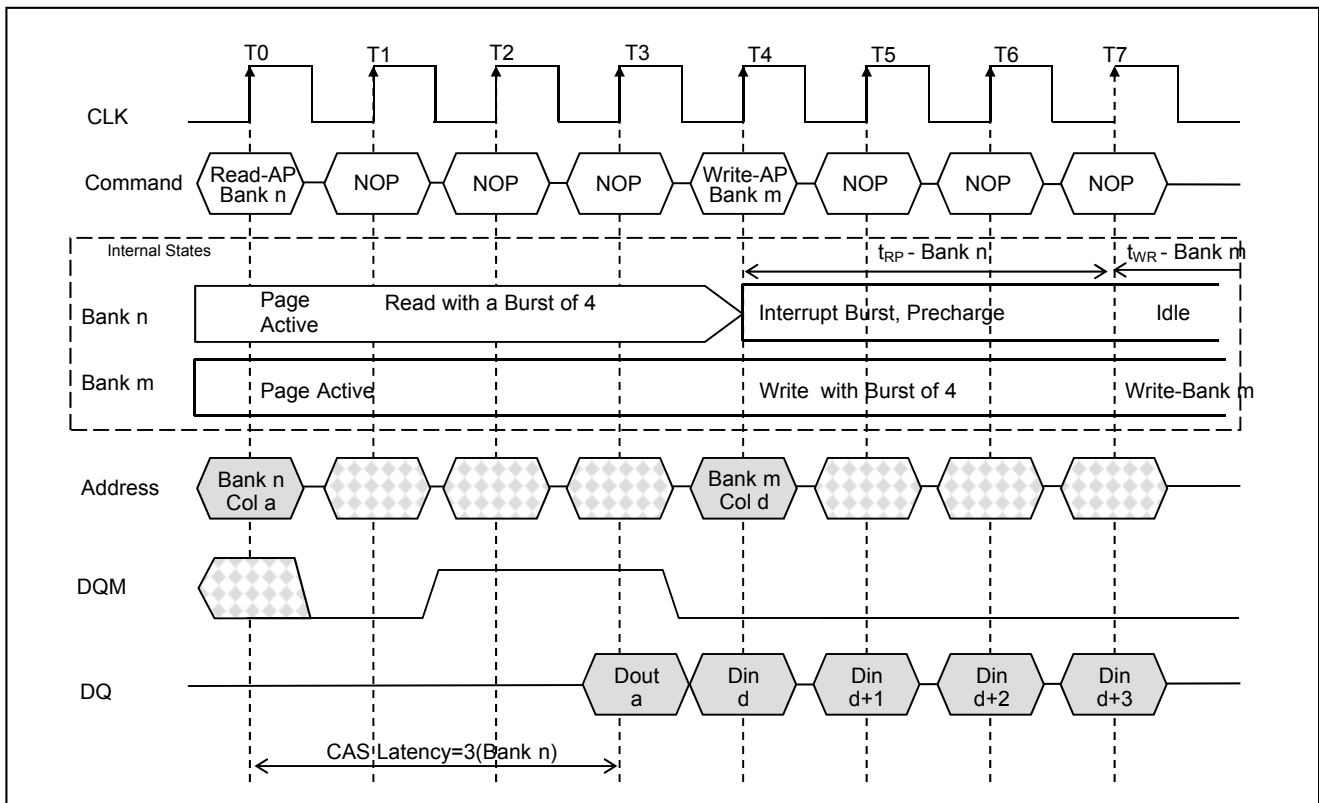 T0 T1 T2 T3 T4 T5 T6 T7
CLK
Command
Read-AP
Bank n
NOP
NOP
NOP
Write-AP
Bank m
NOP
NOP
NOP
Internal States
tRP - Bank n
tWR - Bank m
Bank n
Page
Active
Read with a Burst of 4
Interrupt Burst, Precharge
Idle
Bank m
Page Active
Write with Burst of 4
Write-Bank m
Address
Bank n
Col a
Bank m
Col d
DQM
DQ
Dout
a
Din
d
Din
d+1
Din
d+2
Din
d+3
CAS Latency=3(Bank n)